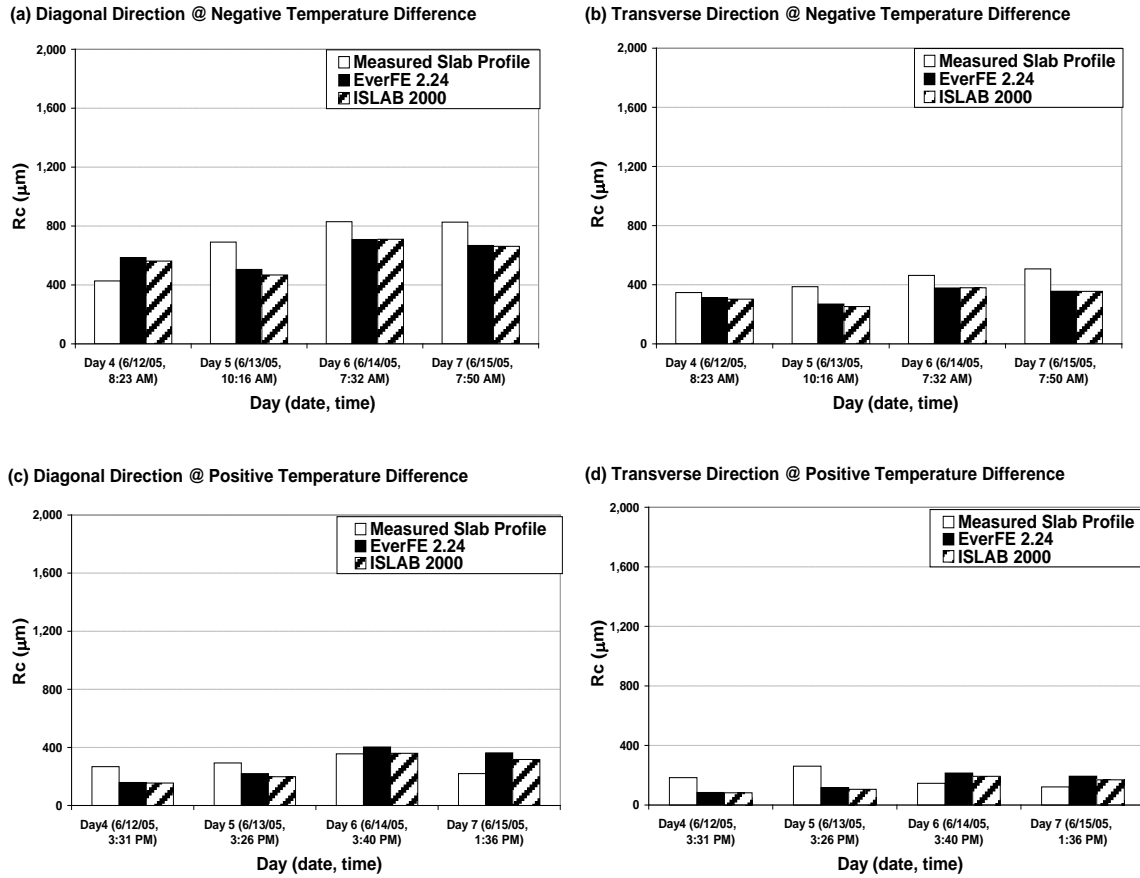 (a) Diagonal Direction @ Negative Temperature Difference
2,000
1,600
1,200
800
400
0
Rc (μm)
Measured Slab Profile
EverFE 2.24
ISLAB 2000
Day 4 (6/12/05,
8:23 AM)
Day 5 (6/13/05,
10:16 AM)
Day 6 (6/14/05,
7:32 AM)
Day 7 (6/15/05,
7:50 AM)
Day (date, time)
(b) Transverse Direction @ Negative Temperature Difference
2,000
1,600
1,200
800
400
0
Rc (μm)
Measured Slab Profile
EverFE 2.24
ISLAB 2000
Day 4 (6/12/05,
8:23 AM)
Day 5 (6/13/05,
10:16 AM)
Day 6 (6/14/05,
7:32 AM)
Day 7 (6/15/05,
7:50 AM)
Day (date, time)
(c) Diagonal Direction @ Positive Temperature Difference
2,000
1,600
1,200
800
400
0
Rc (μm)
Measured Slab Profile
EverFE 2.24
ISLAB 2000
Day4 (6/12/05,
3:31 PM)
Day 5 (6/13/05,
3:26 PM)
Day 6 (6/14/05,
3:40 PM)
Day 7 (6/15/05,
1:36 PM)
Day (date, time)
(d) Transverse Direction @ Positive Temperature Difference
2,000
1,600
1,200
800
400
0
Rc (μm)
Measured Slab Profile
EverFE 2.24
ISLAB 2000
Day4 (6/12/05,
3:31 PM)
Day 5 (6/13/05,
3:26 PM)
Day 6 (6/14/05,
3:40 PM)
Day 7 (6/15/05,
1:36 PM)
Day (date, time)